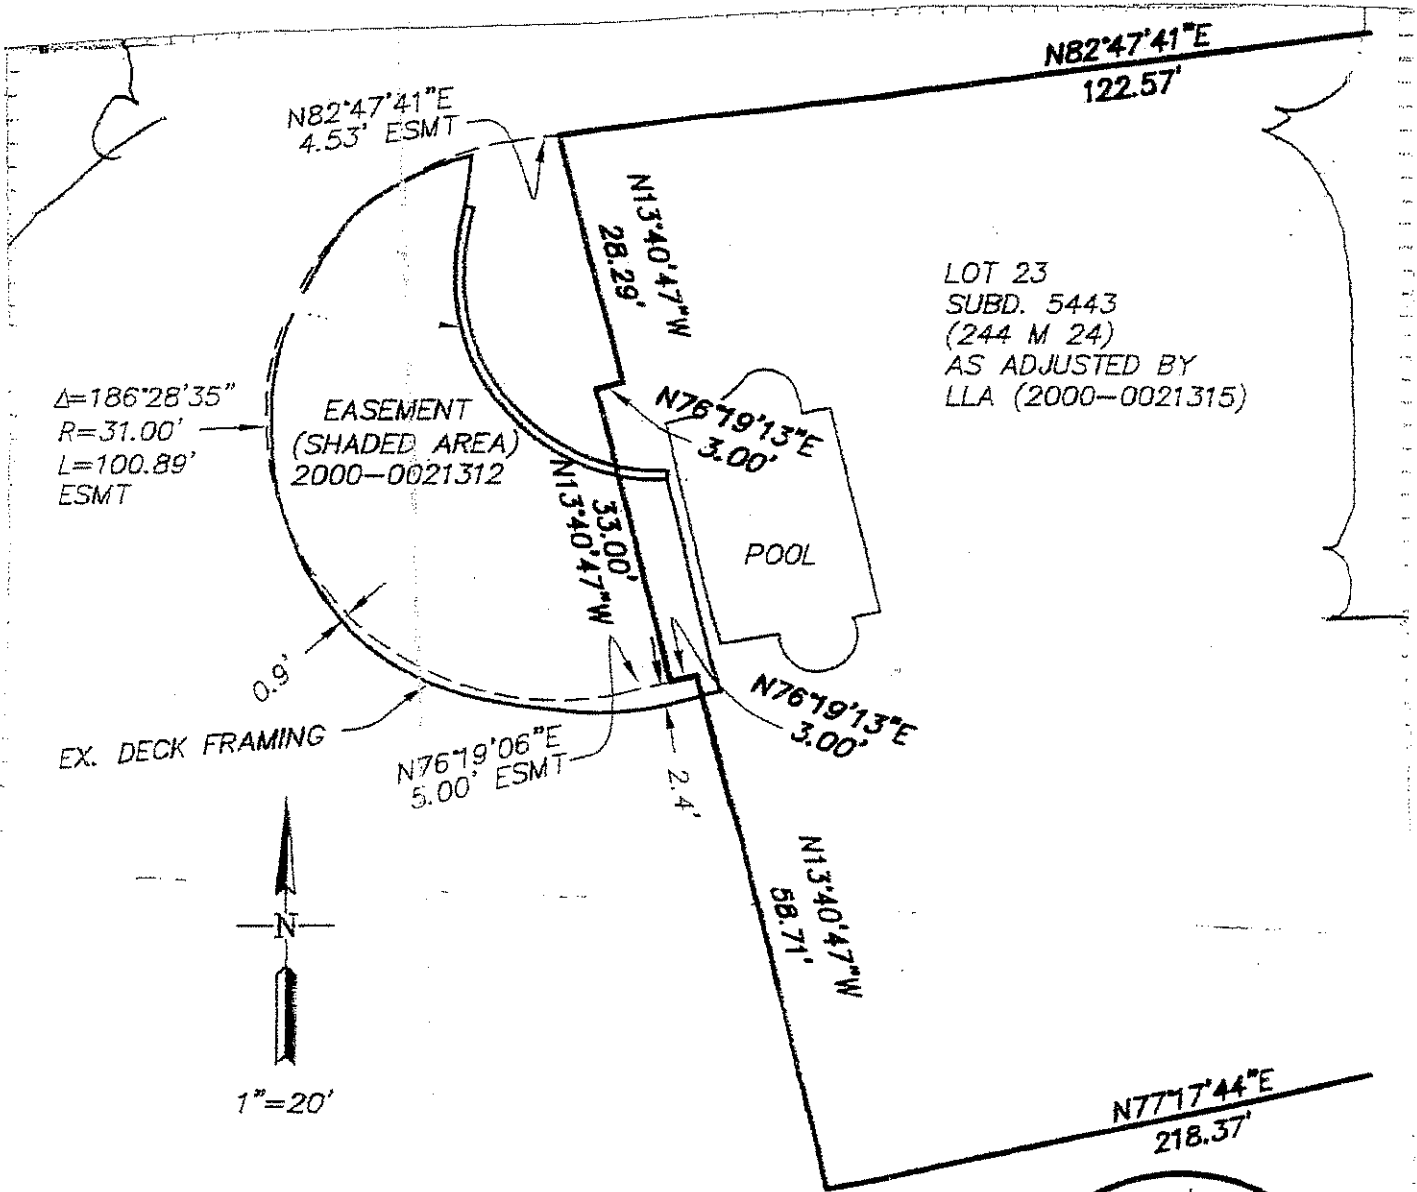 N82°47'41"E
122.57'
N82°47'41"E
4.53' ESMT
N13°40'47"W
28.29'
LOT 23
SUBD. 5443
(244 M 24)
AS ADJUSTED BY
LLA (2000-0021315)
Δ=186°28'35"
R=31.00'
L=100.89'
ESMT
EASEMENT
(SHADED AREA)
2000-0021312
N76°19'13"E
3.00'
33.00'
N13°40'47"W
POOL
0.9'
EX. DECK FRAMING
N76°19'06"E
5.00' ESMT
N76°19'13"E
3.00'
2.4'
N13°40'47"W
58.71'
N
1"=20'
N77°17'44"E
218.37'